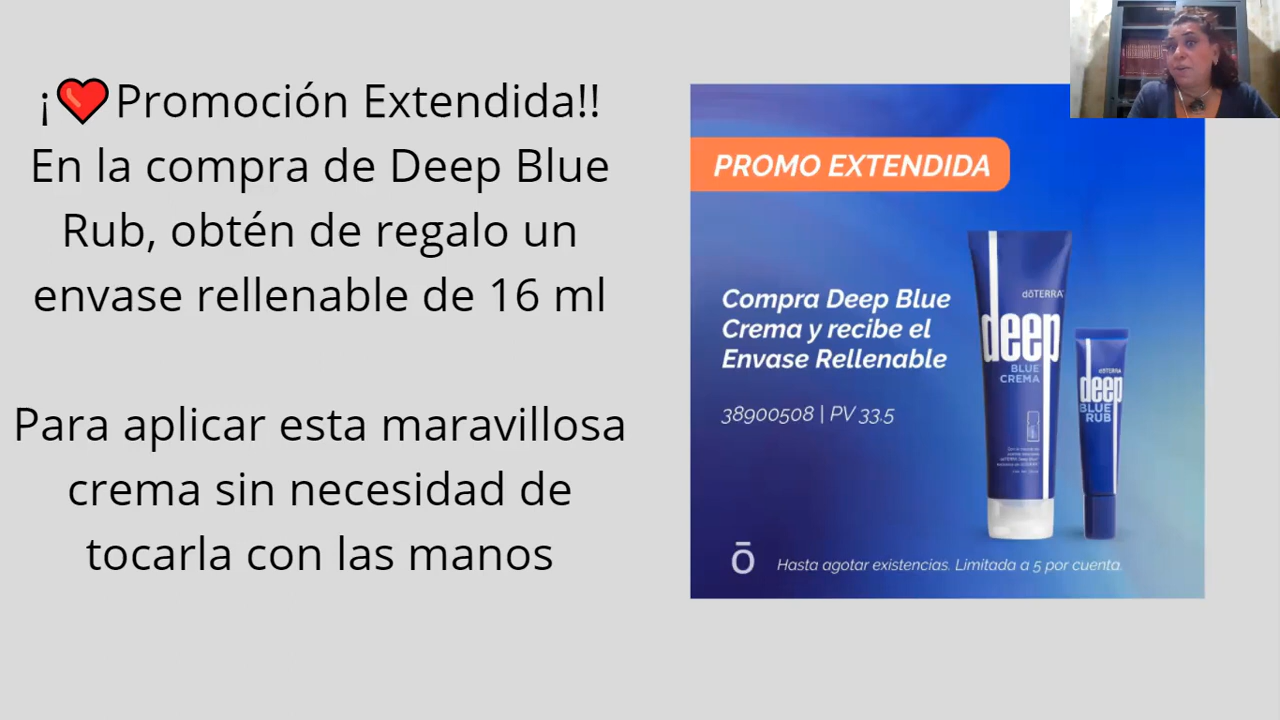 ¡❤️Promoción Extendida!!
En la compra de Deep Blue
Rub, obtén de regalo un
envase rellenable de 16 ml
Para aplicar esta maravillosa
crema sin necesidad de
tocarla con las manos
PROMO EXTENDIDA
Compra Deep Blue
Crema y recibe el
Envase Rellenable
38900508 | PV 33.5
dōTERRA
deep
BLUE
CREMA
dōTERRA
deep
BLUE
RUB
Hasta agotar existencias. Limitada a 5 por cuenta.